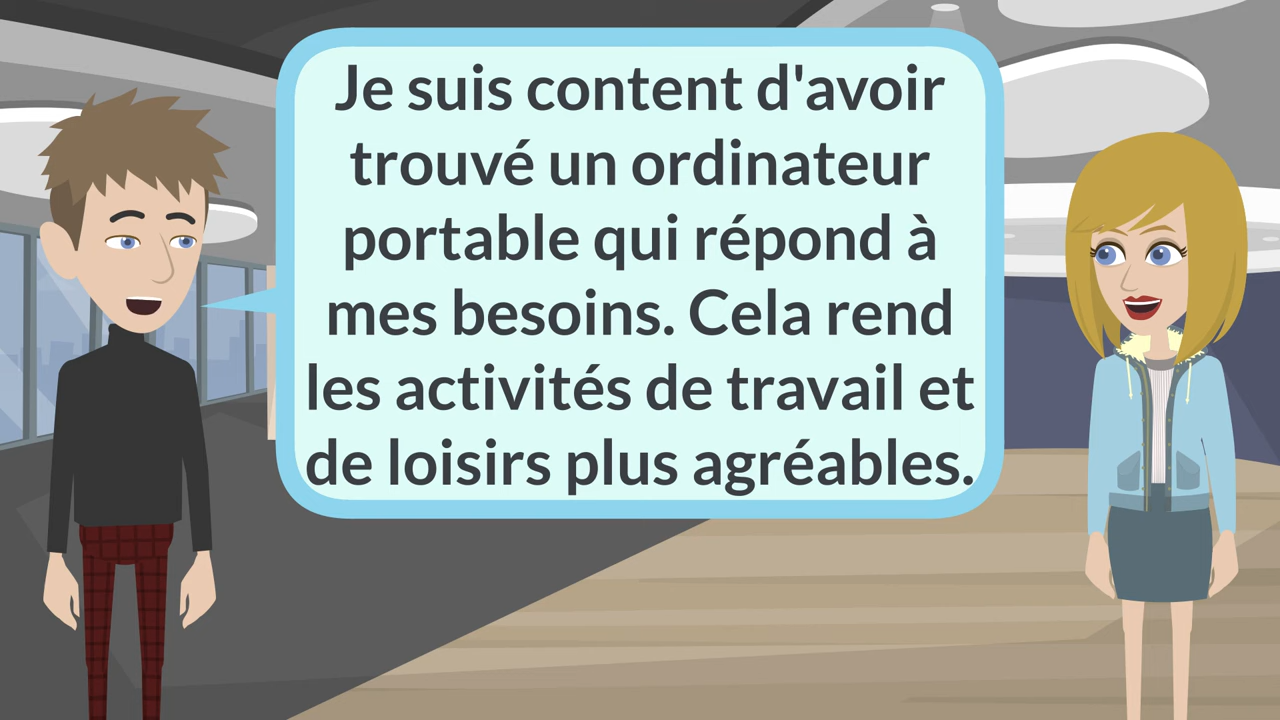 Je suis content d'avoir
trouvé un ordinateur
portable qui répond à
mes besoins. Cela rend
les activités de travail et
de loisirs plus agréables.